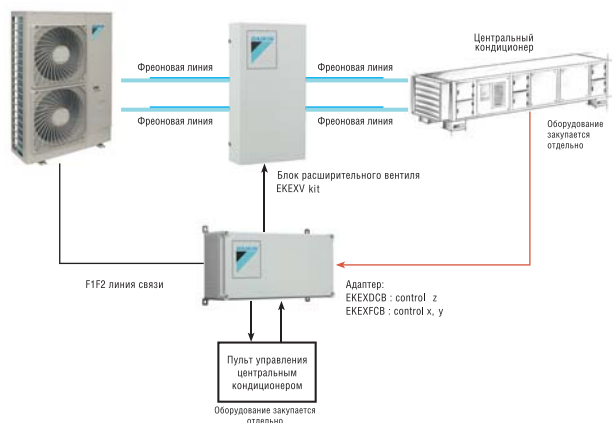 Центральный
кондиционер
Фреоновая линия
Фреоновая линия
Фреоновая линия
Фреоновая линия
Оборудование
закупается
отдельно
Блок расширительного вентиля
EKEXV kit
F1F2 линия связи
Адаптер:
EKEXDCB : control z
EKEXFCB : control x, y
Пульт управления
центральным
кондиционером
Оборудование закупается
отдельно